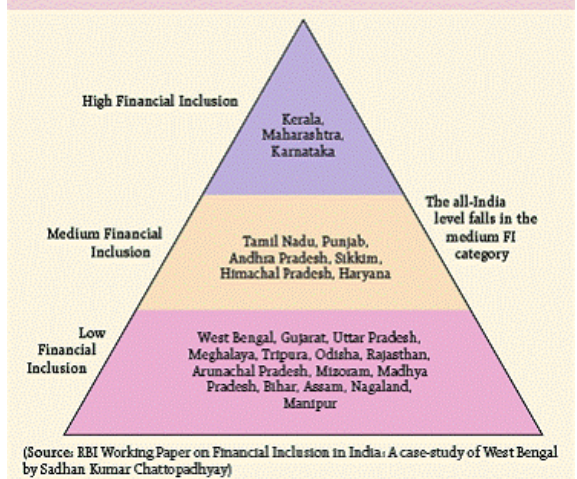 High Financial Inclusion
Kerala,
Maharashtra,
Karnataka
The all-India
level falls in the
medium FI
category
Medium Financial
Inclusion
Tamil Nadu, Punjab,
Andhra Pradesh, Sikkim,
Himachal Pradesh, Haryana
Low
Financial
Inclusion
West Bengal, Gujarat, Uttar Pradesh,
Meghalaya, Tripura, Odisha, Rajasthan,
Arunachal Pradesh, Mizoram, Madhya
Pradesh, Bihar, Assam, Nagaland,
Manipur
(Source: RBI Working Paper on Financial Inclusion in India: A case-study of West Bengal
by Sadhan Kumar Chattopadhyay)